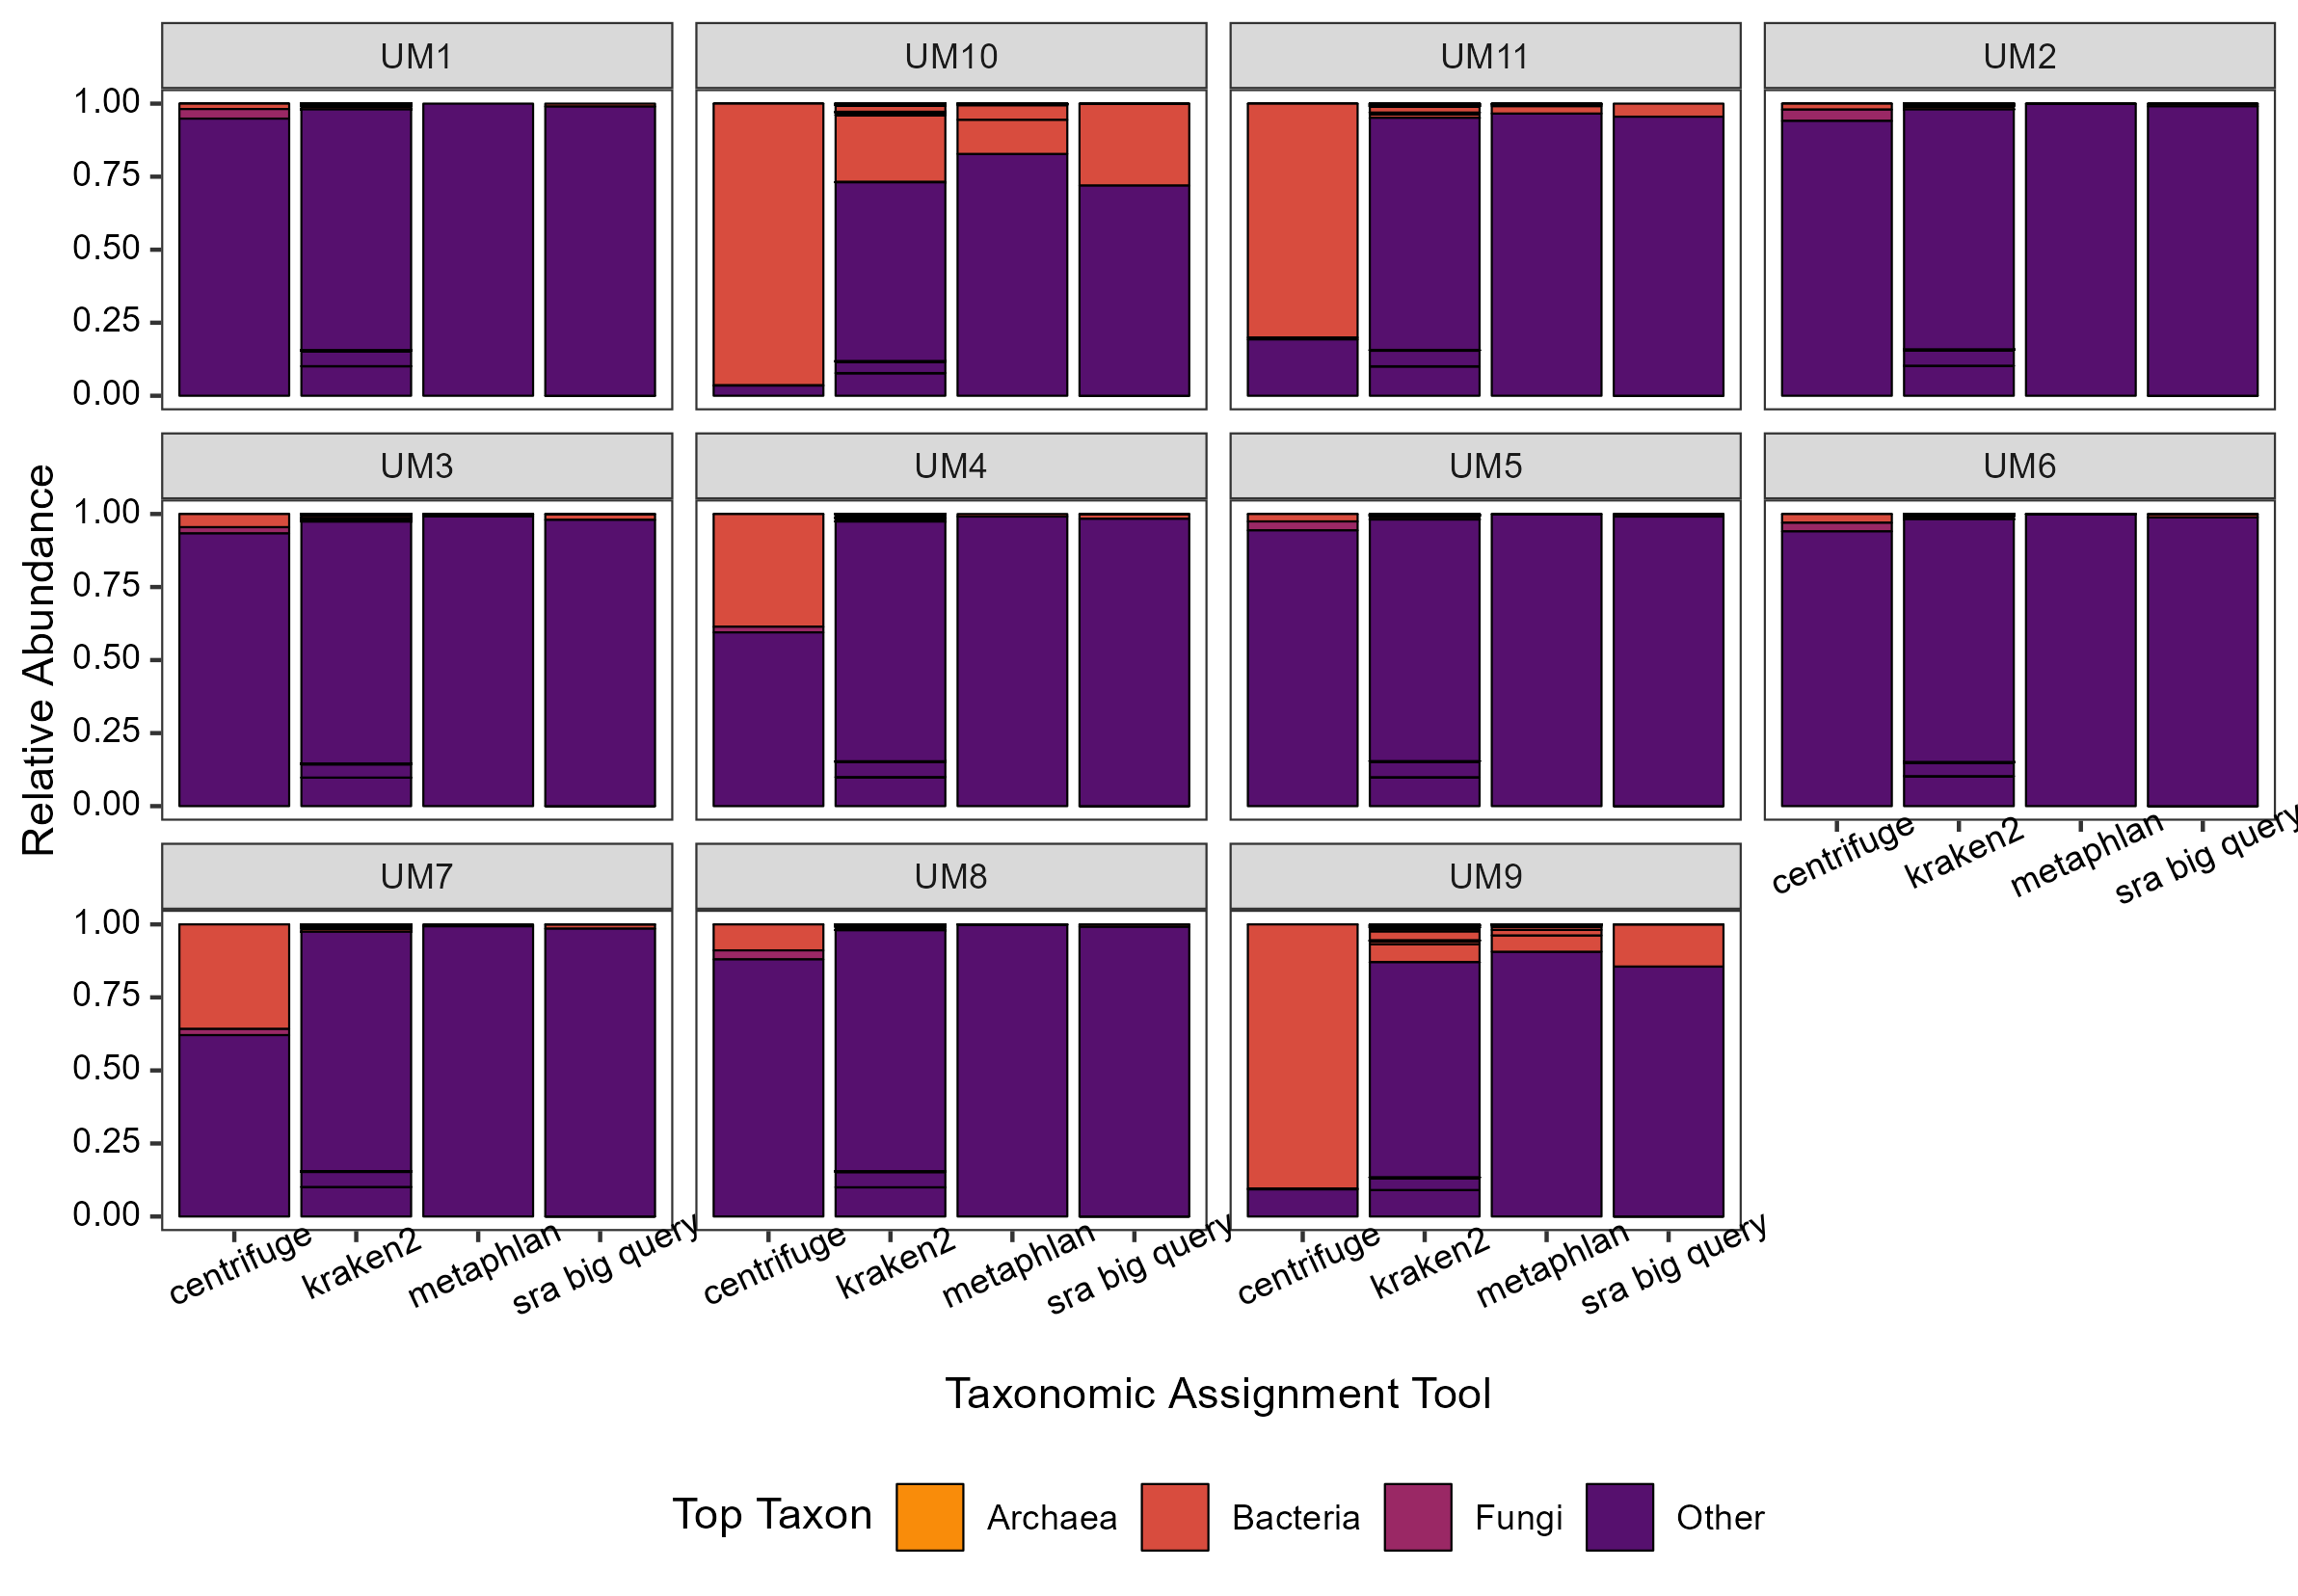 UM1 UM10 UM11 UM2
1.00
0.75
0.50
0.25
0.00
UM3 UM4 UM5 UM6
1.00
0.75
0.50
0.25
0.00
centrifuge kraken2 metaphlan sra big query
UM7 UM8 UM9
1.00
0.75
0.50
0.25
0.00
centrifuge kraken2 metaphlan sra big query centrifuge kraken2 metaphlan sra big query centrifuge kraken2 metaphlan sra big query
Relative Abundance
Taxonomic Assignment Tool
Top Taxon Archaea Bacteria Fungi Other